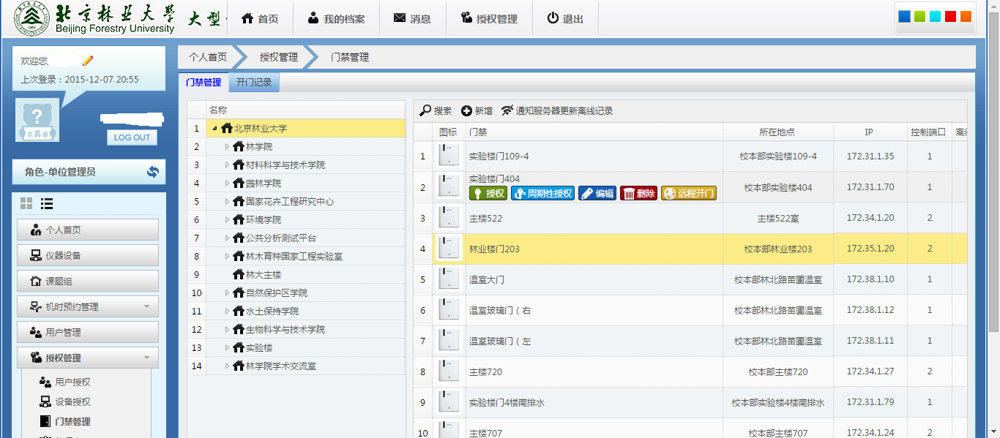 北京林业大学 大型
Beijing Forestry University
首页 我的档案 消息 授权管理 退出
欢迎您,
上次登录：2015-12-07 20:55
?
求真像
LOG OUT
角色-单位管理员
个人首页
仪器设备
课题组
机时预约管理
用户管理
授权管理
用户授权
设备授权
门禁管理
个人首页 授权管理 门禁管理
门禁管理 开门记录
名称
1 北京林业大学
2 林学院
3 材料科学与技术学院
4 园林学院
5 国家花卉工程研究中心
6 环境学院
7 公共分析测试平台
8 林木育种国家工程实验室
9 林大主楼
10 自然保护区学院
11 水土保持学院
12 生物科学与技术学院
13 实验楼
14 林学院学术交流室
搜索 新增 通知服务器更新离线记录
图标 门禁 所在地点 IP 控制端口
1 实验楼门109-4 校本部实验楼109-4 172.31.1.35 1
2 实验楼门404 校本部实验楼404 172.31.1.70 1
授权 周期性授权 编辑 删除 远程开门
3 主楼522 主楼522室 172.34.1.20 2
4 林业楼门203 校本部林业楼203 172.35.1.20 2
5 温室大门 校本部林北路苗圃温室 172.38.1.10 1
6 温室玻璃门（右 校本部林北路苗圃温室 172.38.1.12 1
7 温室玻璃门（左 校本部林北路苗圃温室 172.38.1.11 1
8 主楼720 校本部主楼720 172.34.1.27 2
9 实验楼门4楼南排水 校本部实验楼4楼南排水 172.31.1.79 1
10 主楼707 校本部主楼707 172.34.1.24 2